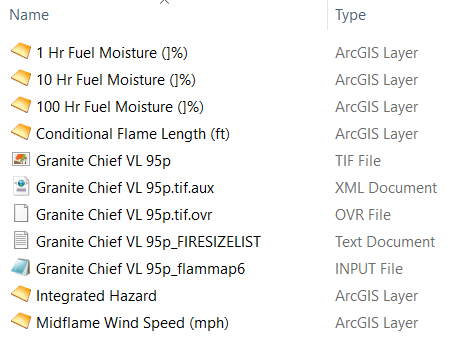 Name Type
1 Hr Fuel Moisture (]%) ArcGIS Layer
10 Hr Fuel Moisture (]%) ArcGIS Layer
100 Hr Fuel Moisture (]%) ArcGIS Layer
Conditional Flame Length (ft) ArcGIS Layer
Granite Chief VL 95p TIF File
Granite Chief VL 95p.tif.aux XML Document
Granite Chief VL 95p.tif.ovr OVR File
Granite Chief VL 95p_FIRESIZELIST Text Document
Granite Chief VL 95p_flammap6 INPUT File
Integrated Hazard ArcGIS Layer
Midflame Wind Speed (mph) ArcGIS Layer